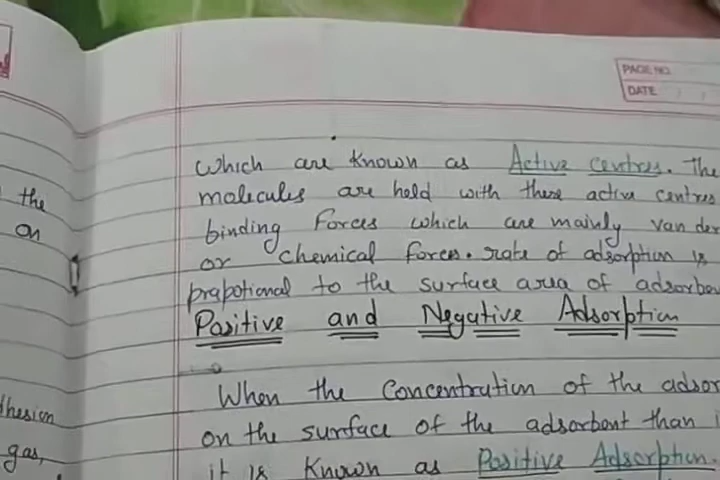 PAGE NO.
DATE
which are known as Active centres. The
molecules are held with these active centres
binding Forces which are mainly van der
or chemical forces. rate of adsorption is
prapotional to the surface area of adsorben
Positive and Negative Adsorption
When the Concentration of the adsor
on the surface of the adsorbent than i
it is Known as Positive Adsorption.
the
on
dhesion
gas,